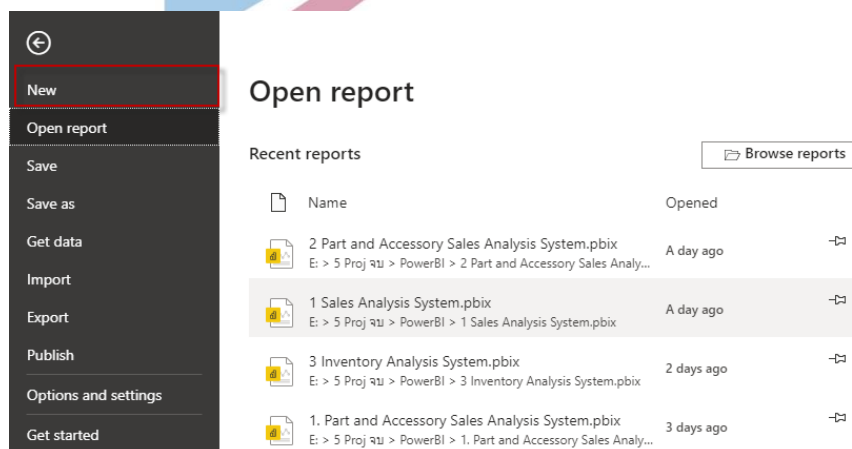 New
Open report
Save
Save as
Get data
Import
Export
Publish
Options and settings
Get started
Open report
Recent reports
Browse reports
Name Opened
2 Part and Accessory Sales Analysis System.pbix
E: > 5 Proj จบ > PowerBI > 2 Part and Accessory Sales Analy...
A day ago
1 Sales Analysis System.pbix
E: > 5 Proj จบ > PowerBI > 1 Sales Analysis System.pbix
A day ago
3 Inventory Analysis System.pbix
E: > 5 Proj จบ > PowerBI > 3 Inventory Analysis System.pbix
2 days ago
1. Part and Accessory Sales Analysis System.pbix
E: > 5 Proj จบ > PowerBI > 1. Part and Accessory Sales Analy...
3 days ago